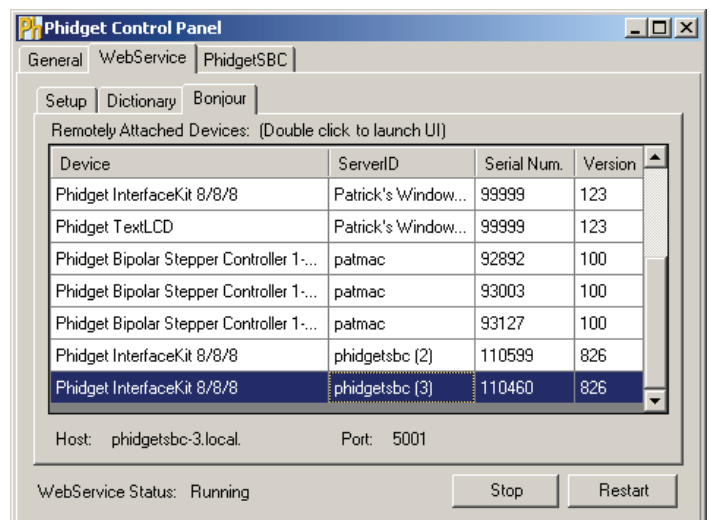 Ph Phidget Control Panel
General WebService PhidgetSBC
Setup Dictionary Bonjour
Remotely Attached Devices: (Double click to launch UI)
Device ServerID Serial Num. Version
Phidget InterfaceKit 8/8/8 Patrick's Window... 99999 123
Phidget TextLCD Patrick's Window... 99999 123
Phidget Bipolar Stepper Controller 1-... patmac 92892 100
Phidget Bipolar Stepper Controller 1-... patmac 93003 100
Phidget Bipolar Stepper Controller 1-... patmac 93127 100
Phidget InterfaceKit 8/8/8 phidgetsbc (2) 110599 826
Phidget InterfaceKit 8/8/8 phidgetsbc (3) 110460 826
Host: phidgetsbc-3.local. Port: 5001
WebService Status: Running Stop Restart